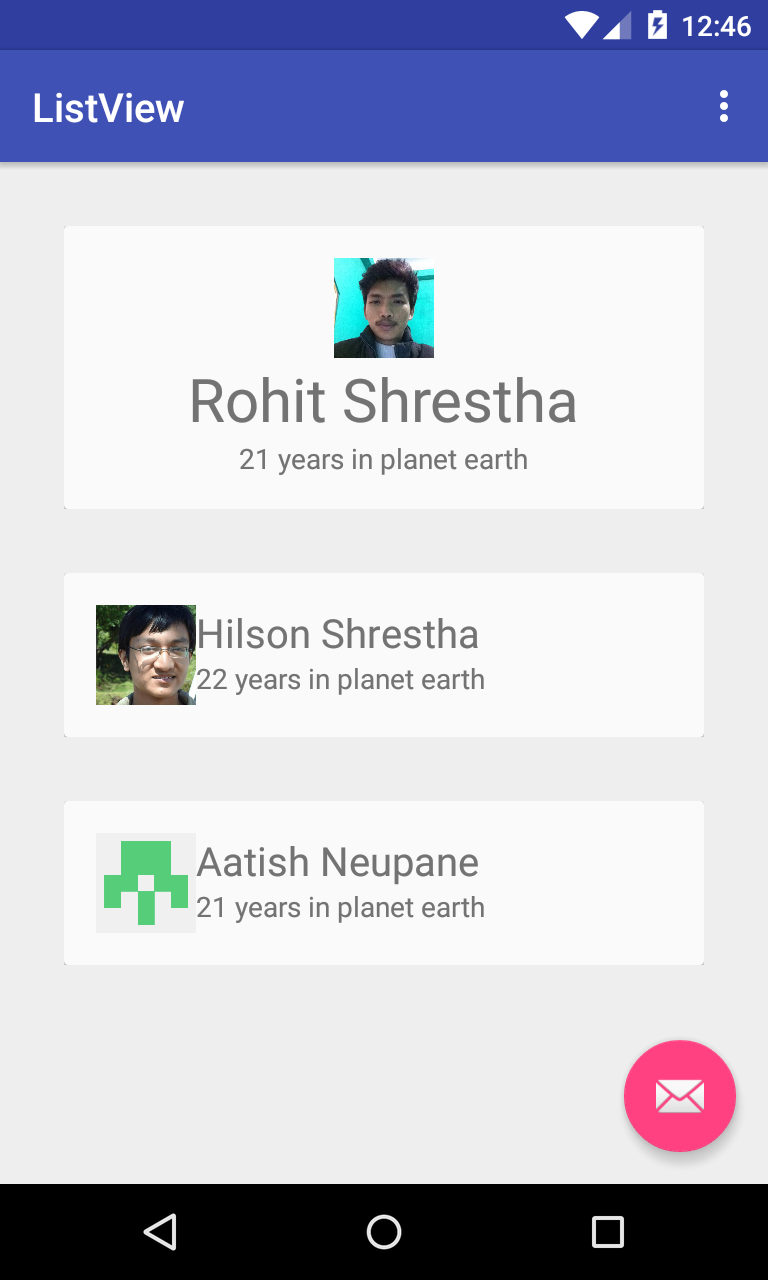 12:46
ListView
Rohit Shrestha
21 years in planet earth
Hilson Shrestha
22 years in planet earth
Aatish Neupane
21 years in planet earth